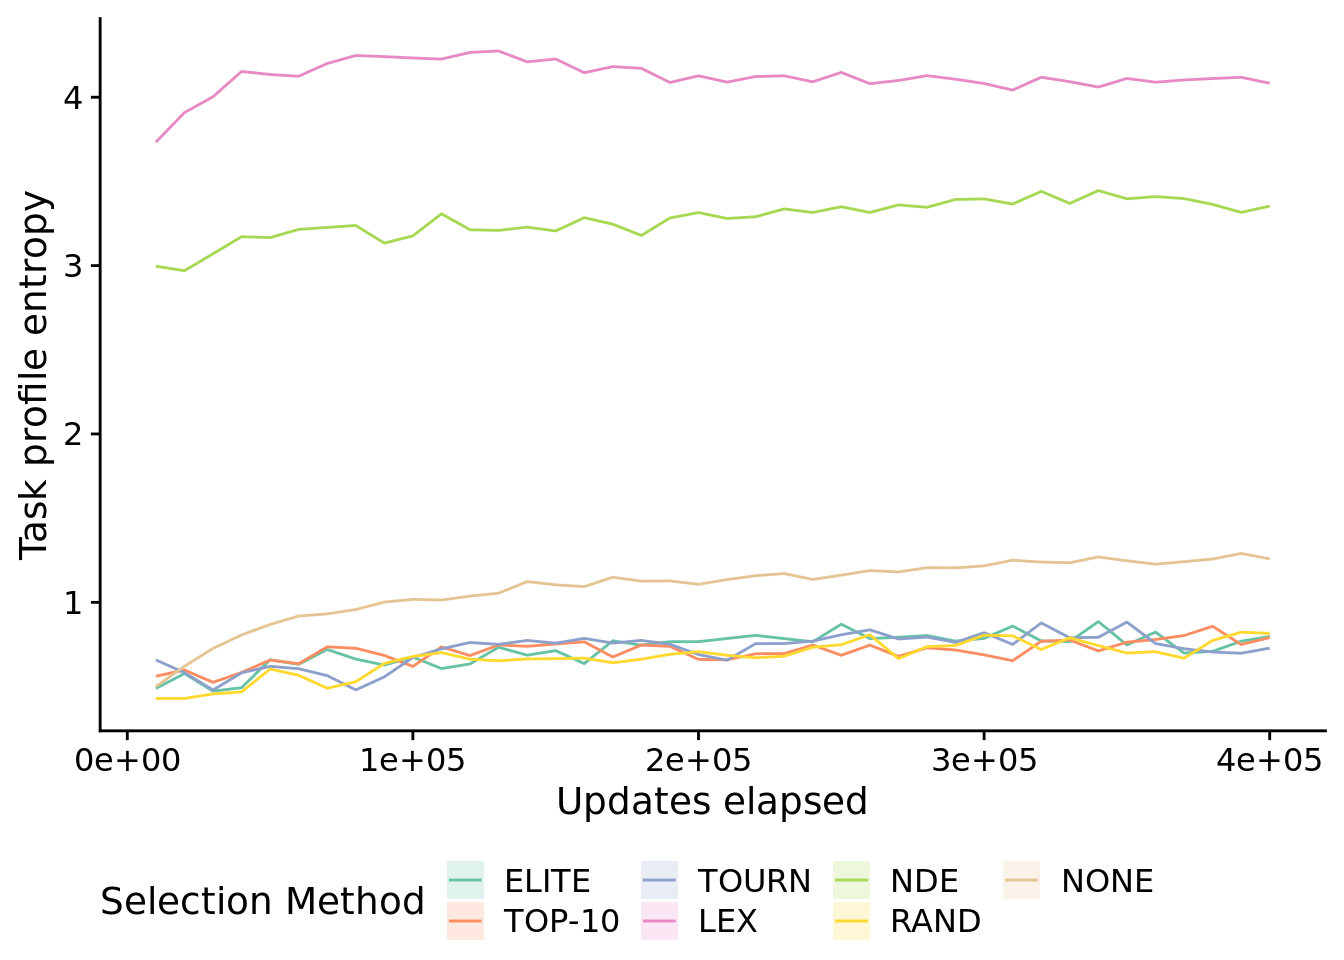 Task profile entropy
4
3
2
1
0e+00 1e+05 2e+05 3e+05 4e+05
Updates elapsed
Selection Method
ELITE TOURN NDE NONE
TOP-10 LEX RAND